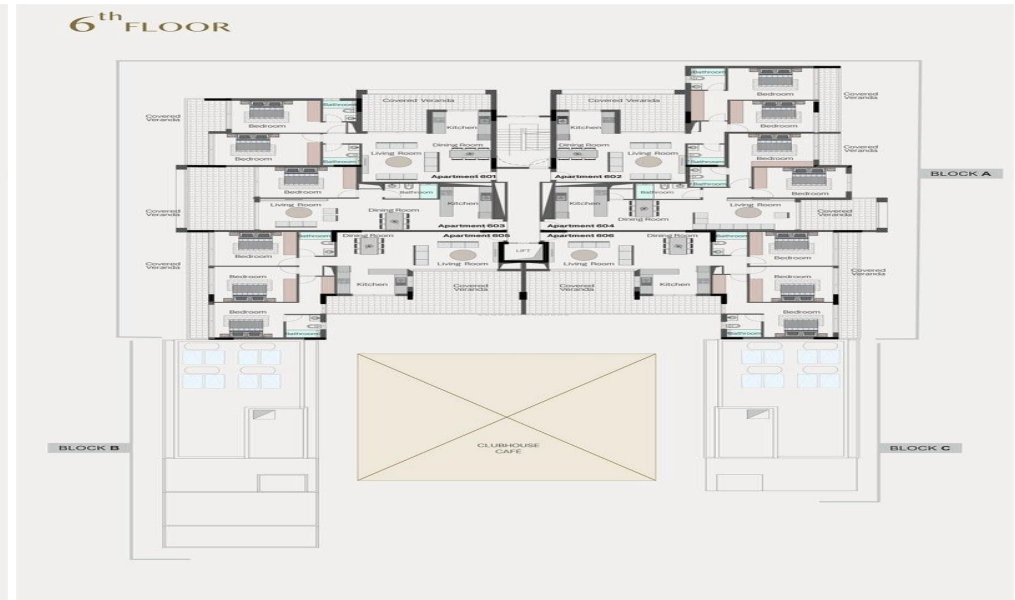 6th FLOOR
Bathroom
Bedroom
Covered
Veranda
Covered Veranda
Covered Veranda
Bathroom
Bedroom
Covered
Veranda
Bedroom
Kitchen
Kitchen
Bedroom
Covered
Veranda
Bedroom
Dining Room
Dining Room
Bedroom
Living Room
Living Room
Bathroom
Bathroom
Apartment 601
Apartment 602
BLOCK A
Bedroom
Bathroom
Bathroom
Bathroom
Bedroom
Covered
Veranda
Living Room
Dining Room
Kitchen
Kitchen
Dining Room
Living Room
Covered
Veranda
Apartment 603
Apartment 604
Bathroom
Dining Room
Apartment 605
Apartment 606
Dining Room
Bathroom
Bedroom
LIFT
Bedroom
Covered
Veranda
Living Room
Living Room
Covered
Veranda
Bedroom
Kitchen
Covered
Veranda
Covered
Veranda
Kitchen
Bedroom
Bedroom
Bathroom
Bathroom
Bedroom
BLOCK B
CLUBHOUSE
CAFE
BLOCK C